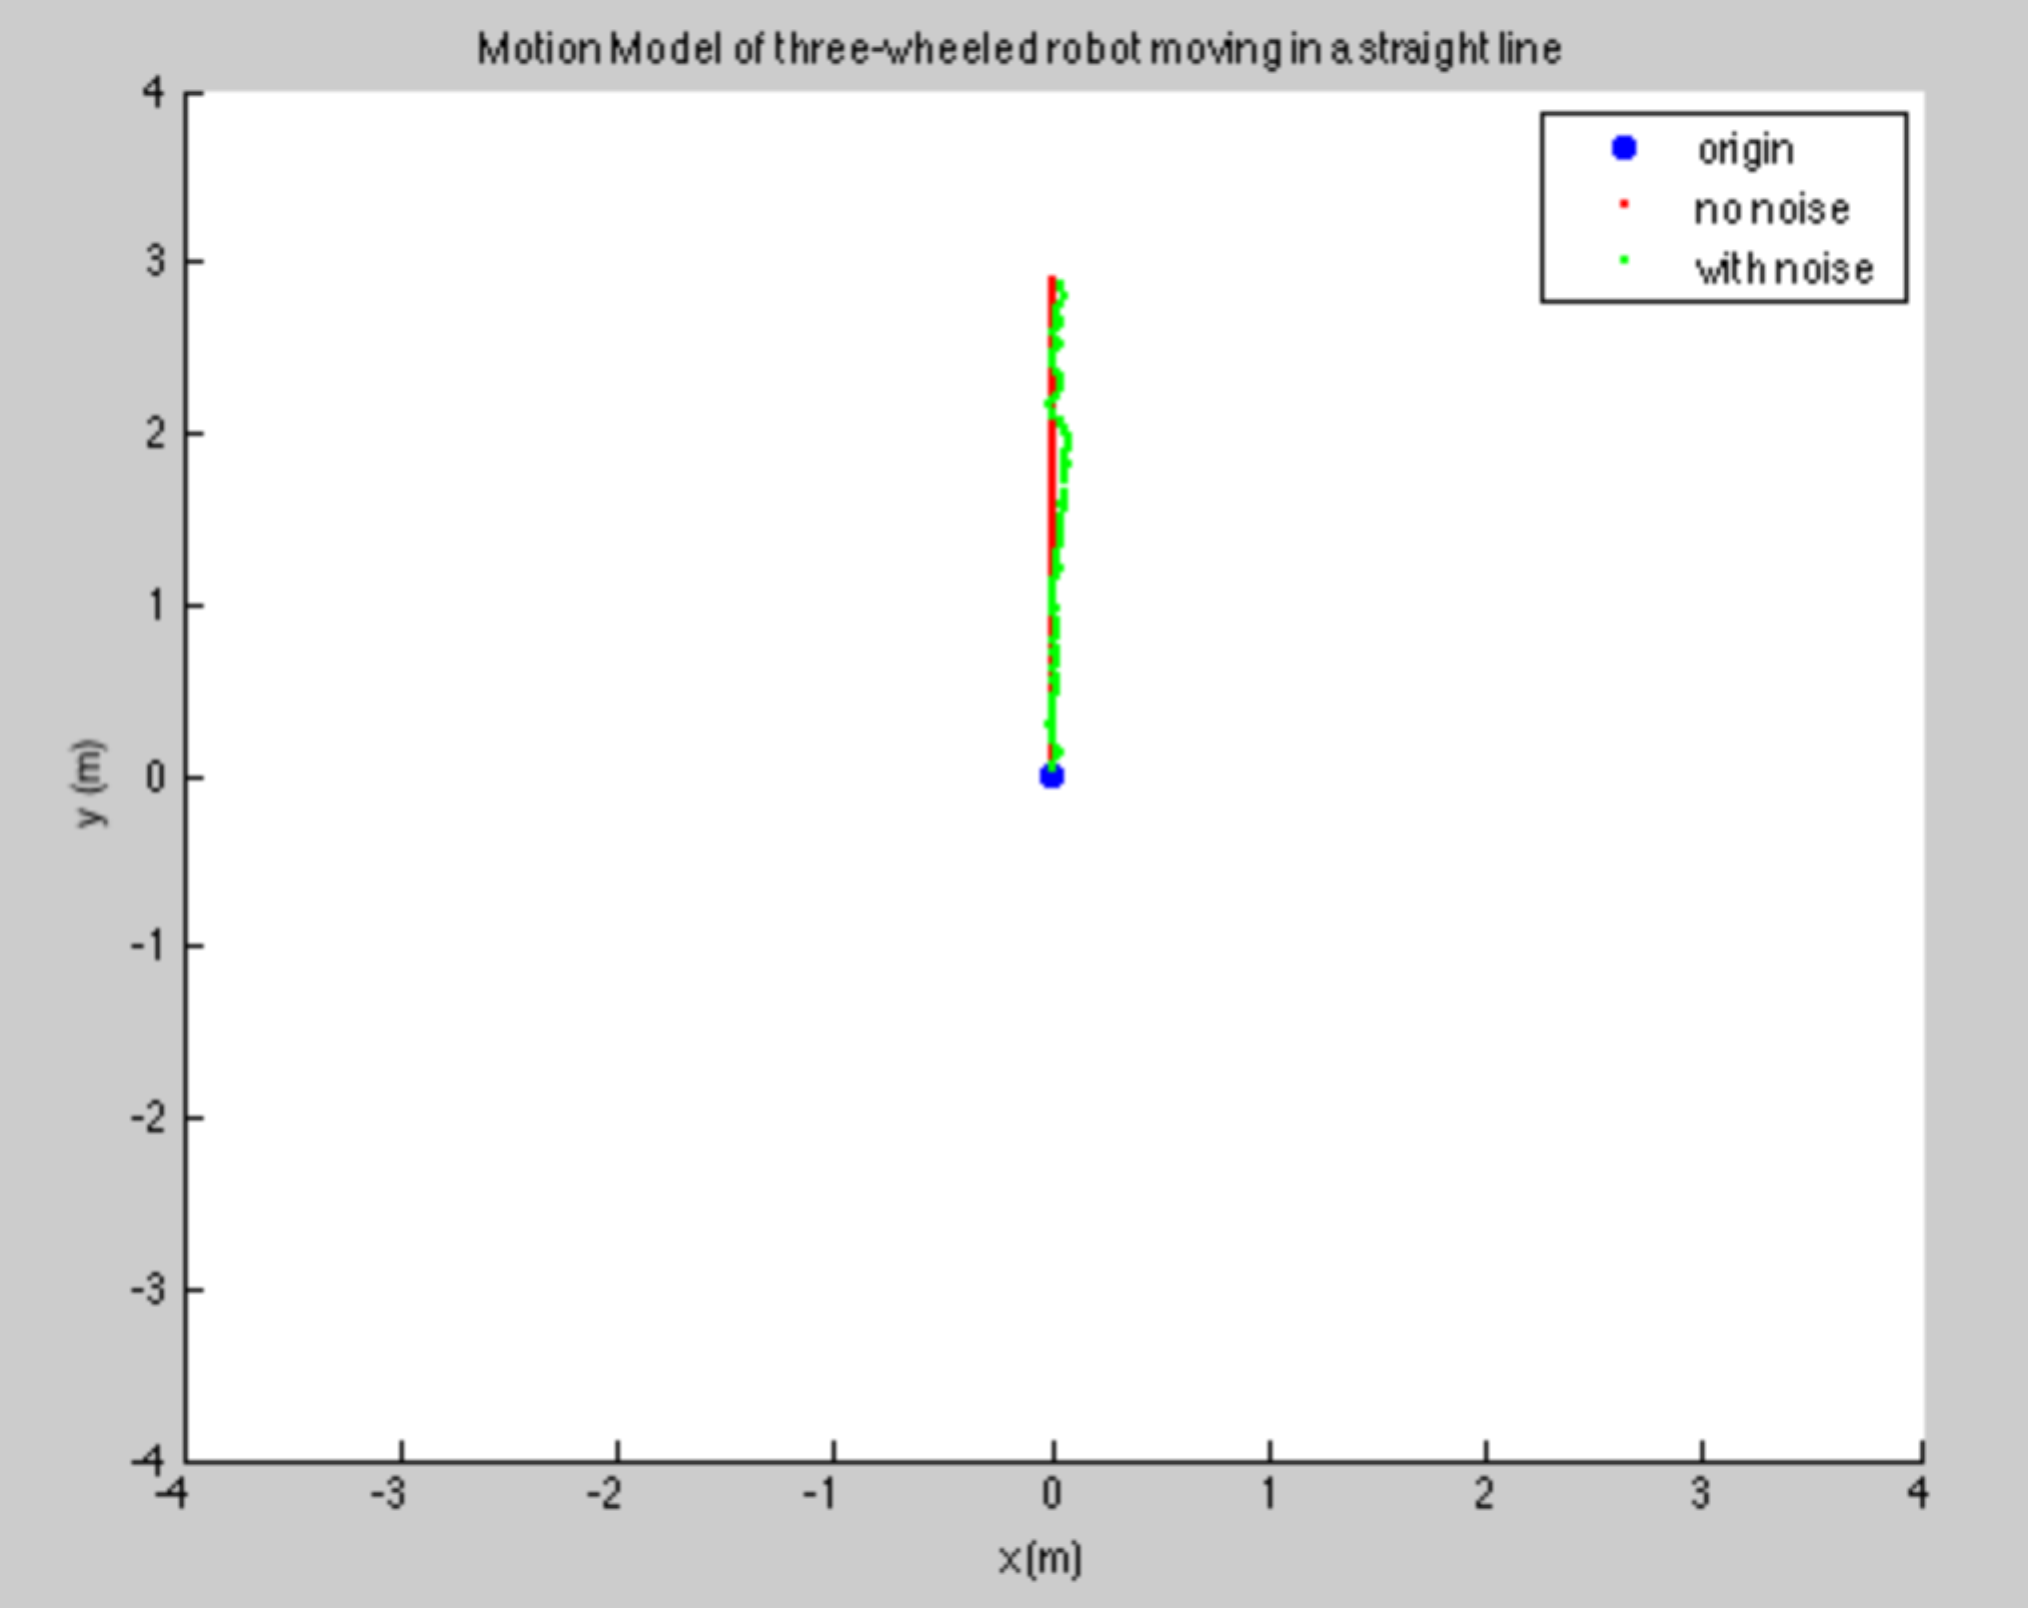 Motion Model of three-wheeled robot moving in a straight line
origin
no noise
with noise
4
3
2
1
0
-1
-2
-3
-4
y (m)
-4 -3 -2 -1 0 1 2 3 4
x (m)